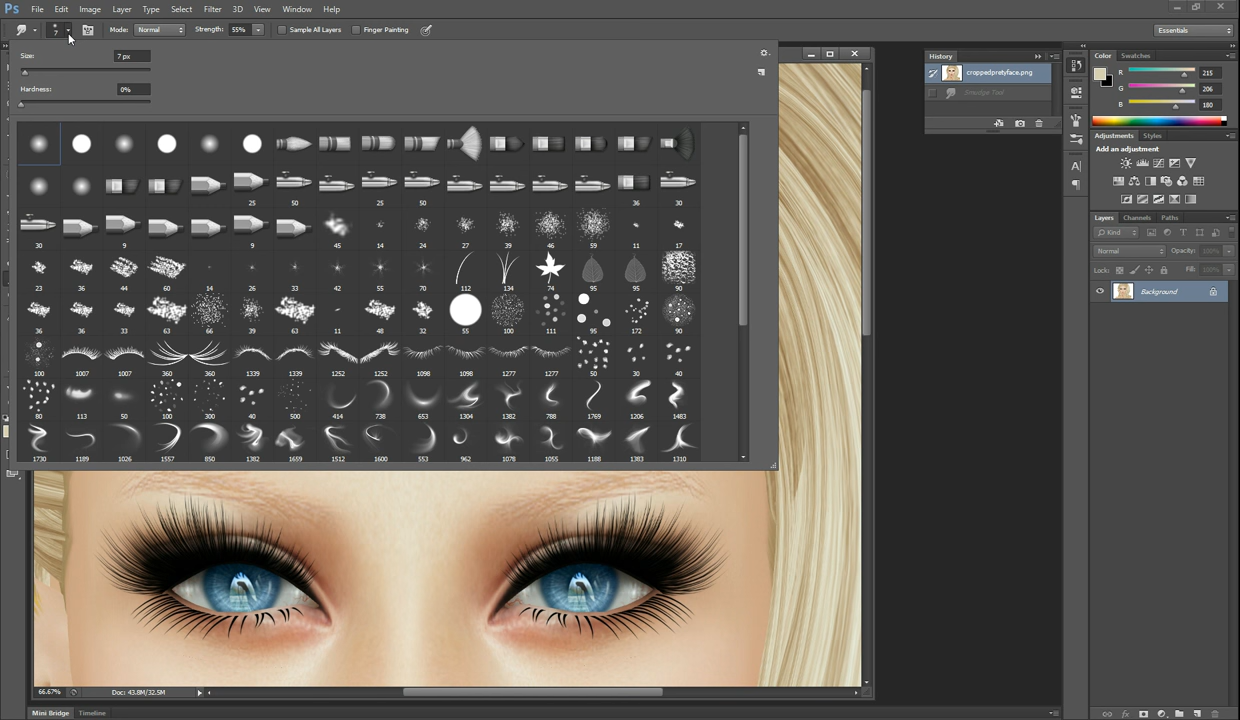 Ps File Edit Image Layer Type Select Filter 3D View Window Help
7 Mode: Normal Strength: 55% Sample All Layers Finger Painting Essentials
Size: 7 px
Hardness: 0%
25 50 25 50 36 30
30 9 9 45 14 24 27 39 46 59 11 17
23 36 44 60 14 26 33 42 55 70 112 134 74 95 95 90
36 36 33 63 66 39 63 11 48 32 55 100 111 95 172 90
100 1007 1007 360 360 1339 1339 1252 1252 1098 1098 1277 1277 50 30 40
80 113 50 100 300 40 500 414 738 653 1304 1382 788 1769 1206 1483
1730 1189 1026 1557 850 1382 1659 1512 1600 553 962 1078 1055 1188 1383 1310
History
croppedpretyface.png
Smudge Tool
Color Swatches
R 215
G 206
B 180
Adjustments Styles
Add an adjustment
Layers Channels Paths
Kind
Normal Opacity: 100%
Lock: Fill: 100%
Background
66.67% Doc: 43.8M/32.5M
Mini Bridge Timeline